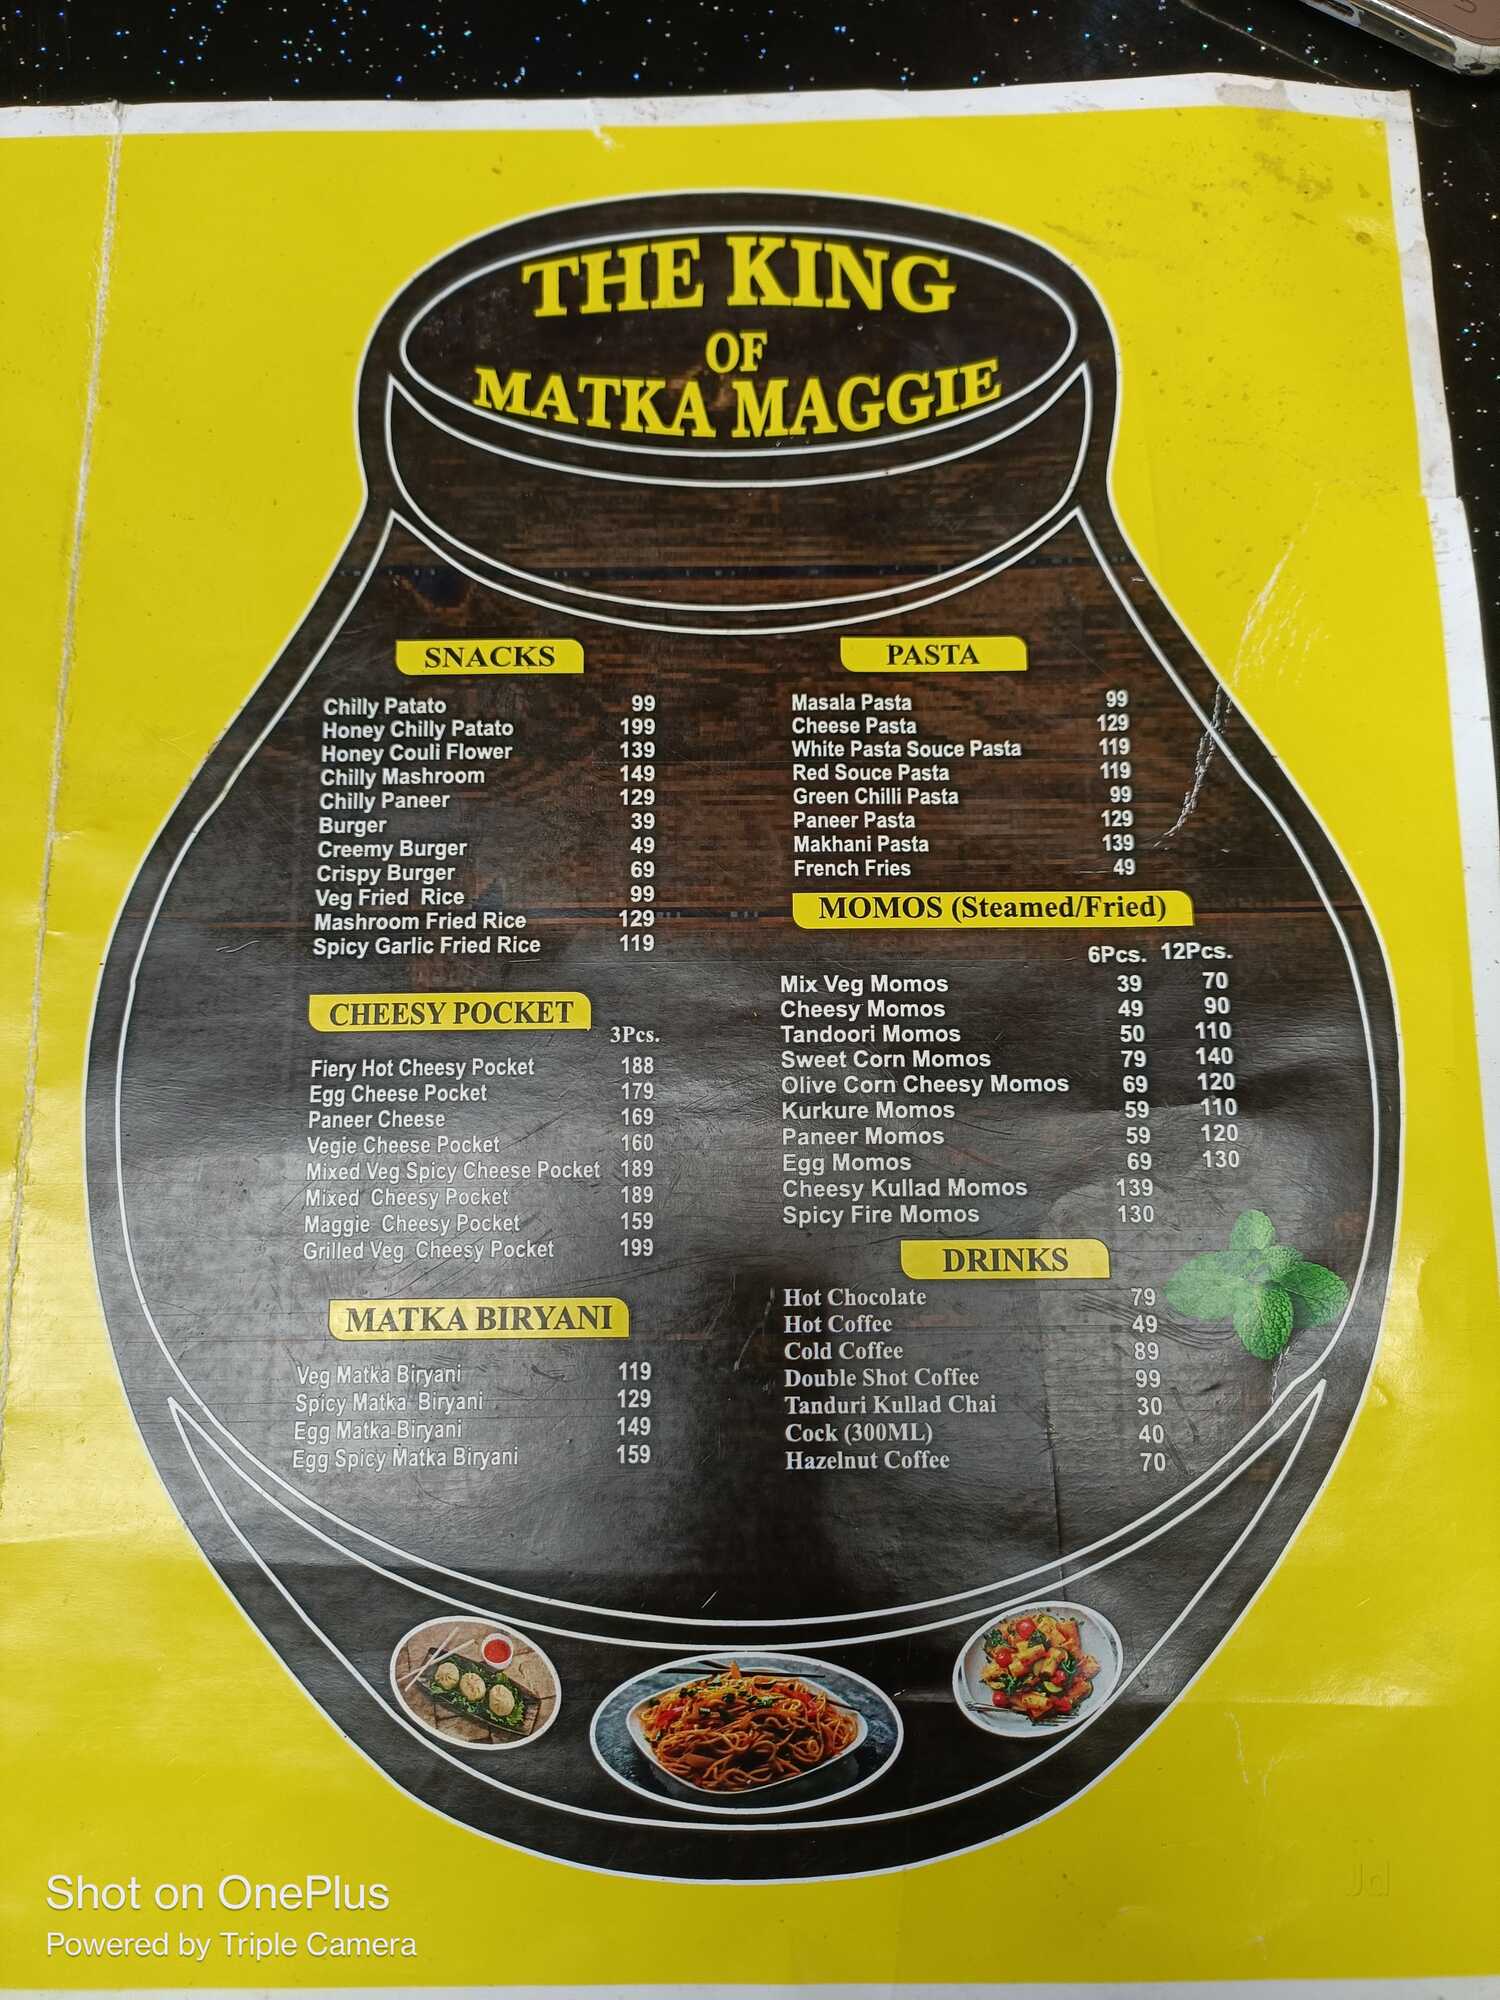 THE KING
OF
MATKA MAGGIE
SNACKS
Chilly Patato 99
Honey Chilly Patato 199
Honey Couli Flower 139
Chilly Mashroom 149
Chilly Paneer 129
Burger 39
Creemy Burger 49
Crispy Burger 69
Veg Fried Rice 99
Mashroom Fried Rice 129
Spicy Garlic Fried Rice 119
CHEESY POCKET
3Pcs.
Fiery Hot Cheesy Pocket 188
Egg Cheese Pocket 179
Paneer Cheese 169
Vegie Cheese Pocket 160
Mixed Veg Spicy Cheese Pocket 189
Mixed Cheesy Pocket 189
Maggie Cheesy Pocket 159
Grilled Veg Cheesy Pocket 199
MATKA BIRYANI
Veg Matka Biryani 119
Spicy Matka Biryani 129
Egg Matka Biryani 149
Egg Spicy Matka Biryani 159
PASTA
Masala Pasta 99
Cheese Pasta 129
White Pasta Souce Pasta 119
Red Souce Pasta 119
Green Chilli Pasta 99
Paneer Pasta 129
Makhani Pasta 139
French Fries 49
MOMOS (Steamed/Fried)
6Pcs. 12Pcs.
Mix Veg Momos 39 70
Cheesy Momos 49 90
Tandoori Momos 50 110
Sweet Corn Momos 79 140
Olive Corn Cheesy Momos 69 120
Kurkure Momos 59 110
Paneer Momos 59 120
Egg Momos 69 130
Cheesy Kullad Momos 139
Spicy Fire Momos 130
DRINKS
Hot Chocolate 79
Hot Coffee 49
Cold Coffee 89
Double Shot Coffee 99
Tanduri Kullad Chai 30
Cock (300ML) 40
Hazelnut Coffee 70
Shot on OnePlus
Powered by Triple Camera
Jd